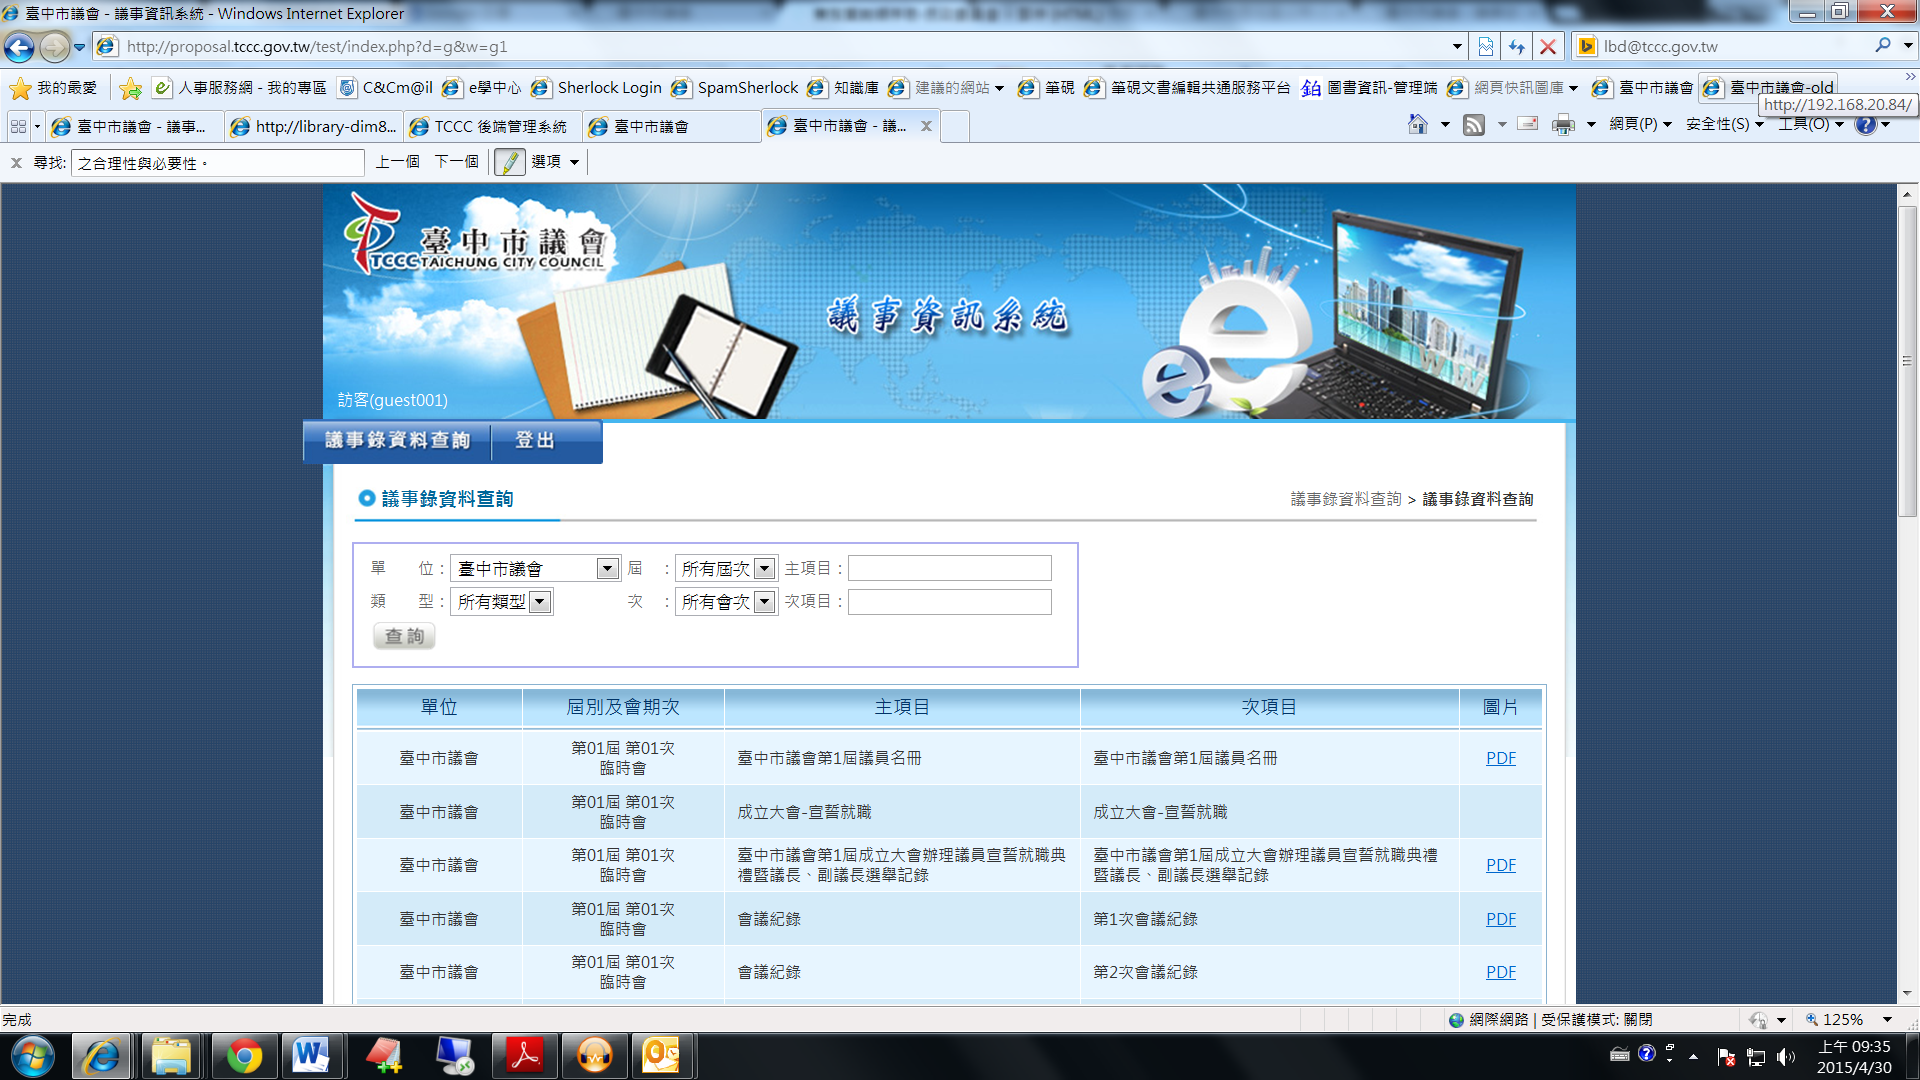 臺中市議會 - 議事資訊系統 - Windows Internet Explorer
http://proposal.tccc.gov.tw/test/index.php?d=g&w=g1
lbd@tccc.gov.tw
我的最愛
人事服務網 - 我的專區
C&Cm@il
e學中心
Sherlock Login
SpamSherlock
知識庫
建議的網站
筆硯
筆硯文書編輯共通服務平台
圖書資訊-管理端
網頁快訊圖庫
臺中市議會
臺中市議會-old
http://192.168.20.84/
臺中市議會 - 議事...
http://library-dim8...
TCCC 後端管理系統
臺中市議會
臺中市議會 - 議...
網頁(P)
安全性(S)
工具(O)
尋找: 之合理性與必要性。
上一個
下一個
選項
臺中市議會
TCCC TAICHUNG CITY COUNCIL
議事資訊系統
訪客(guest001)
議事錄資料查詢
登出
議事錄資料查詢
議事錄資料查詢 > 議事錄資料查詢
單 位: 臺中市議會 屆 : 所有屆次 主項目:
類 型: 所有類型 次 : 所有會次 次項目:
查詢
單位 屆別及會期次 主項目 次項目 圖片
臺中市議會 第01屆 第01次 臺中市議會第1屆議員名冊 臺中市議會第1屆議員名冊 PDF
臨時會
臺中市議會 第01屆 第01次 成立大會-宣誓就職 成立大會-宣誓就職
臨時會
臺中市議會 第01屆 第01次 臺中市議會第1屆成立大會辦理議員宣誓就職典 臺中市議會第1屆成立大會辦理議員宣誓就職典禮 PDF
臨時會 禮暨議長、副議長選舉記錄 暨議長、副議長選舉記錄
臺中市議會 第01屆 第01次 會議紀錄 第1次會議紀錄 PDF
臨時會
臺中市議會 第01屆 第01次 會議紀錄 第2次會議紀錄 PDF
臨時會
完成
網際網路 | 受保護模式: 關閉
125%
上午 09:35
2015/4/30